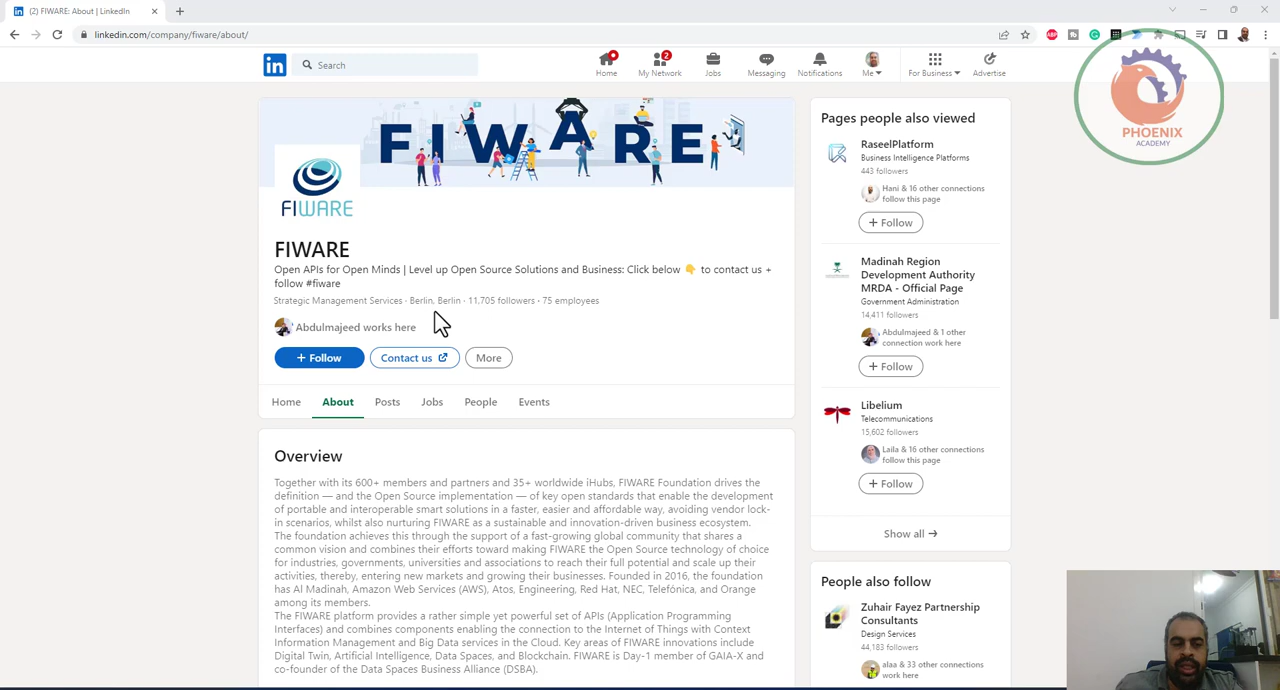 (2) FIWARE: About | LinkedIn
linkedin.com/company/fiware/about/
in
Search
Home
2
My Network
Jobs
Messaging
Notifications
Me
For Business
Advertise
PHOENIX
ACADEMY
FIWARE
FIWARE
FIWARE
Open APIs for Open Minds | Level up Open Source Solutions and Business: Click below 👇 to contact us +
follow #fiware
Strategic Management Services · Berlin, Berlin · 11,705 followers · 75 employees
Abdulmajeed works here
+ Follow
Contact us
More
Home
About
Posts
Jobs
People
Events
Overview
Together with its 600+ members and partners and 35+ worldwide iHubs, FIWARE Foundation drives the
definition — and the Open Source implementation — of key open standards that enable the development
of portable and interoperable smart solutions in a faster, easier and affordable way, avoiding vendor lock-
in scenarios, whilst also nurturing FIWARE as a sustainable and innovation-driven business ecosystem.
The foundation achieves this through the support of a fast-growing global community that shares a
common vision and combines their efforts toward making FIWARE the Open Source technology of choice
for industries, governments, universities and associations to reach their full potential and scale up their
activities, thereby, entering new markets and growing their businesses. Founded in 2016, the foundation
has Al Madinah, Amazon Web Services (AWS), Atos, Engineering, Red Hat, NEC, Telefónica, and Orange
among its members.
The FIWARE platform provides a rather simple yet powerful set of APIs (Application Programming
Interfaces) and combines components enabling the connection to the Internet of Things with Context
Information Management and Big Data services in the Cloud. Key areas of FIWARE innovations include
Digital Twin, Artificial Intelligence, Data Spaces, and Blockchain. FIWARE is Day-1 member of GAIA-X and
co-founder of the Data Spaces Business Alliance (DSBA).
Pages people also viewed
RaseelPlatform
Business Intelligence Platforms
443 followers
Hani & 16 other connections
follow this page
+ Follow
Madinah Region
Development Authority
MRDA - Official Page
Government Administration
14,411 followers
Abdulmajeed & 1 other
connection work here
+ Follow
Libelium
Telecommunications
15,602 followers
Laila & 16 other connections
follow this page
+ Follow
Show all →
People also follow
Zuhair Fayez Partnership
Consultants
Design Services
44,183 followers
alaa & 33 other connections
work here